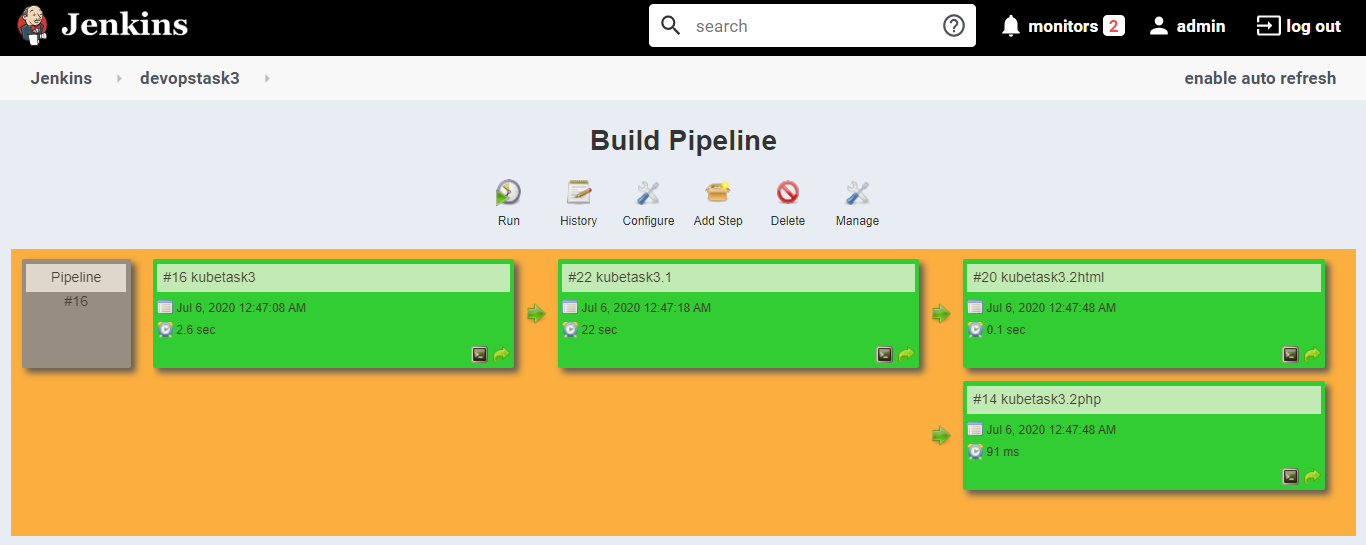 Jenkins
search
monitors 2
admin
log out
Jenkins
devopstask3
enable auto refresh
Build Pipeline
Run
History
Configure
Add Step
Delete
Manage
Pipeline
#16
#16 kubetask3
Jul 6, 2020 12:47:08 AM
2.6 sec
#22 kubetask3.1
Jul 6, 2020 12:47:18 AM
22 sec
#20 kubetask3.2html
Jul 6, 2020 12:47:48 AM
0.1 sec
#14 kubetask3.2php
Jul 6, 2020 12:47:48 AM
91 ms